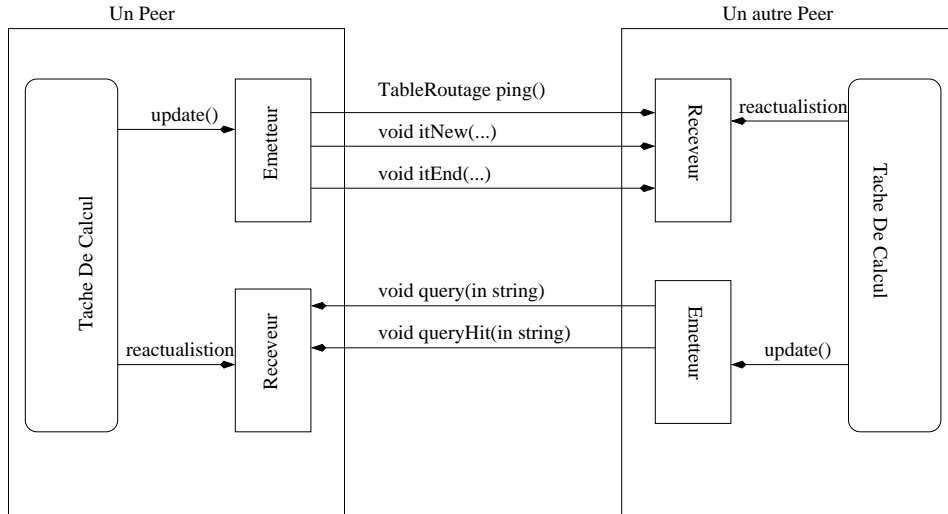 Un Peer
Un autre Peer
Tache De Calcul
update()
Emetteur
TableRoutage ping()
void itNew(...)
void itEnd(...)
Receveur
reactualistion
Tache De Calcul
reactualistion
Receveur
void query(in string)
void queryHit(in string)
Emetteur
update()